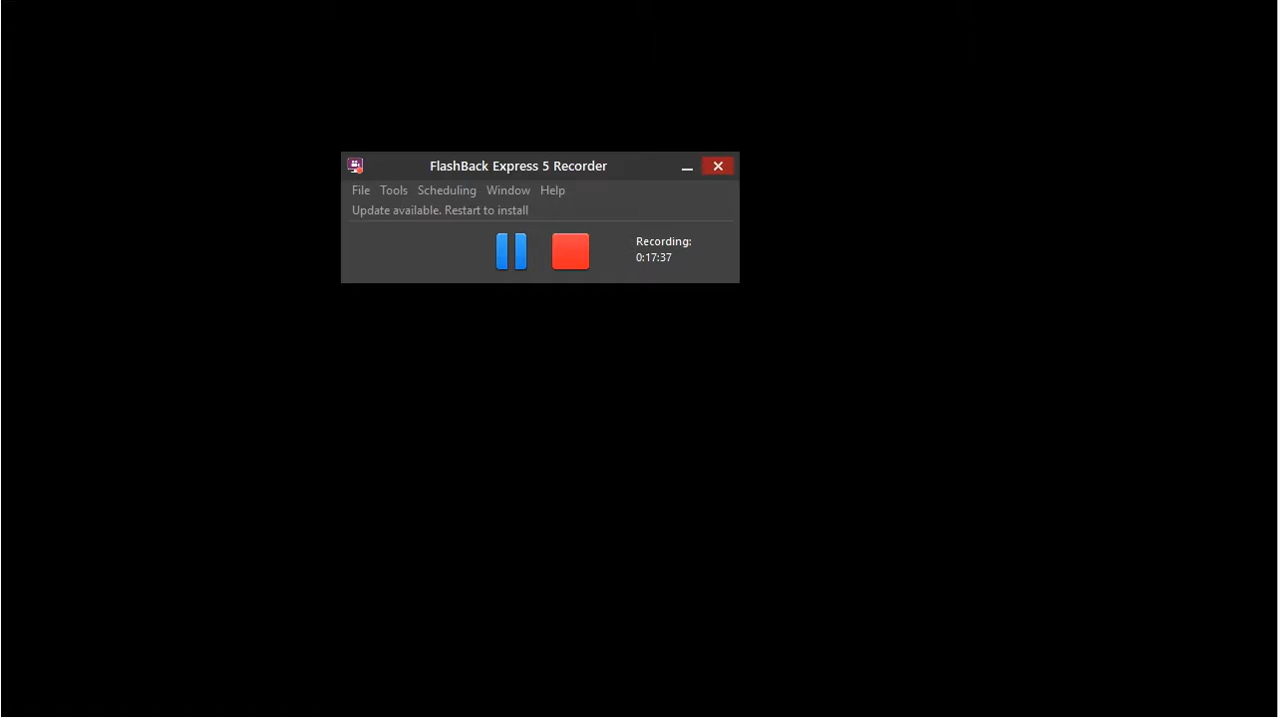 FlashBack Express 5 Recorder
File Tools Scheduling Window Help
Update available. Restart to install
Recording:
0:17:37